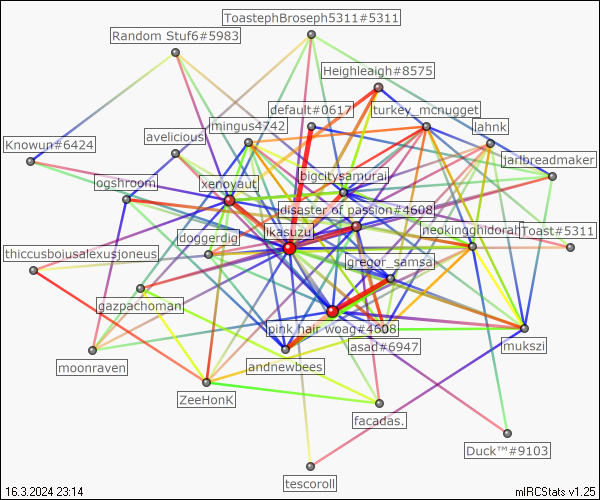 ToastephBroseph5311#5311
Random Stuf6#5983
Heighleaigh#8575
default#0617
turkey_mcnugget
mingus4742
lahnk
Knowun#6424
avelicious
jarlbreadmaker
bigcitysamurai
ogshroom
xenoyaut
disaster of passion#4608
ikasuzu
neokingghidorah
Toast#5311
doggerdig
thiccusboiusalexusjoneus
gregor_samsa
gazpachoman
pink hair woag#4608
mukszi
asad#6947
moonraven
andnewbees
ZeeHonK
facadas.
Duck™#9103
tescoroll
16.3.2024 23:14
mIRCStats v1.25